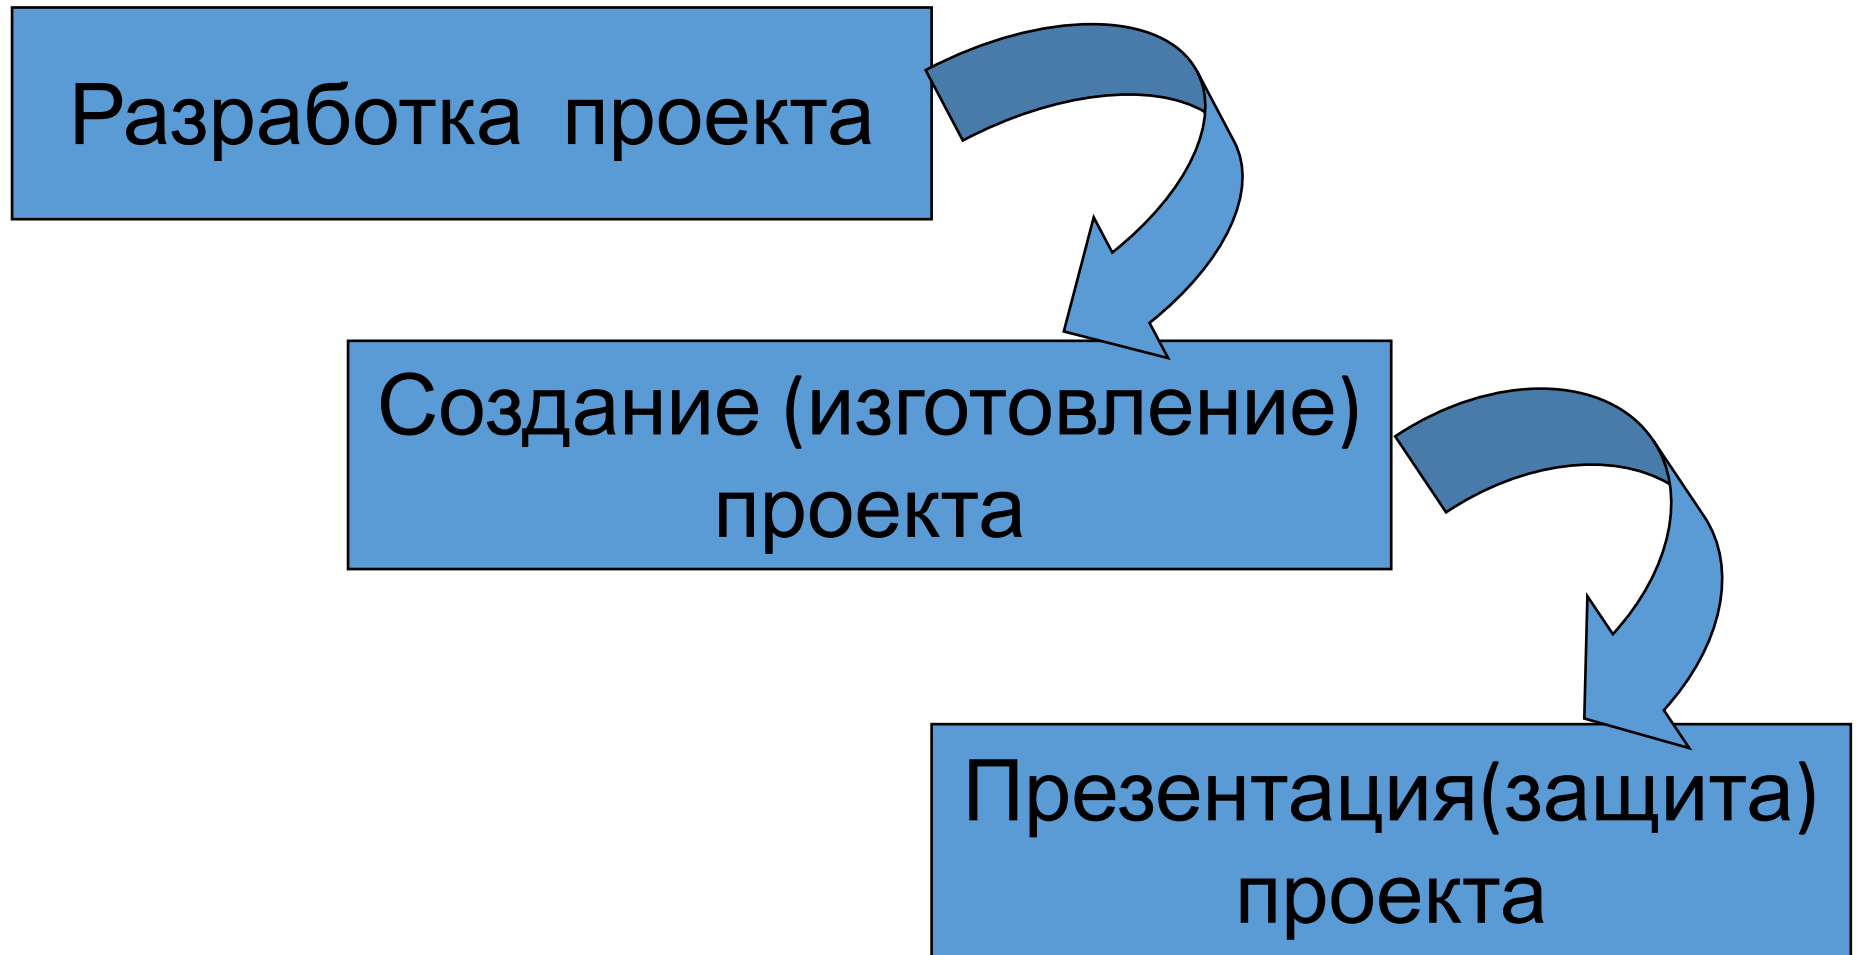 Разработка проекта
Создание (изготовление)
проекта
Презентация(защита)
проекта